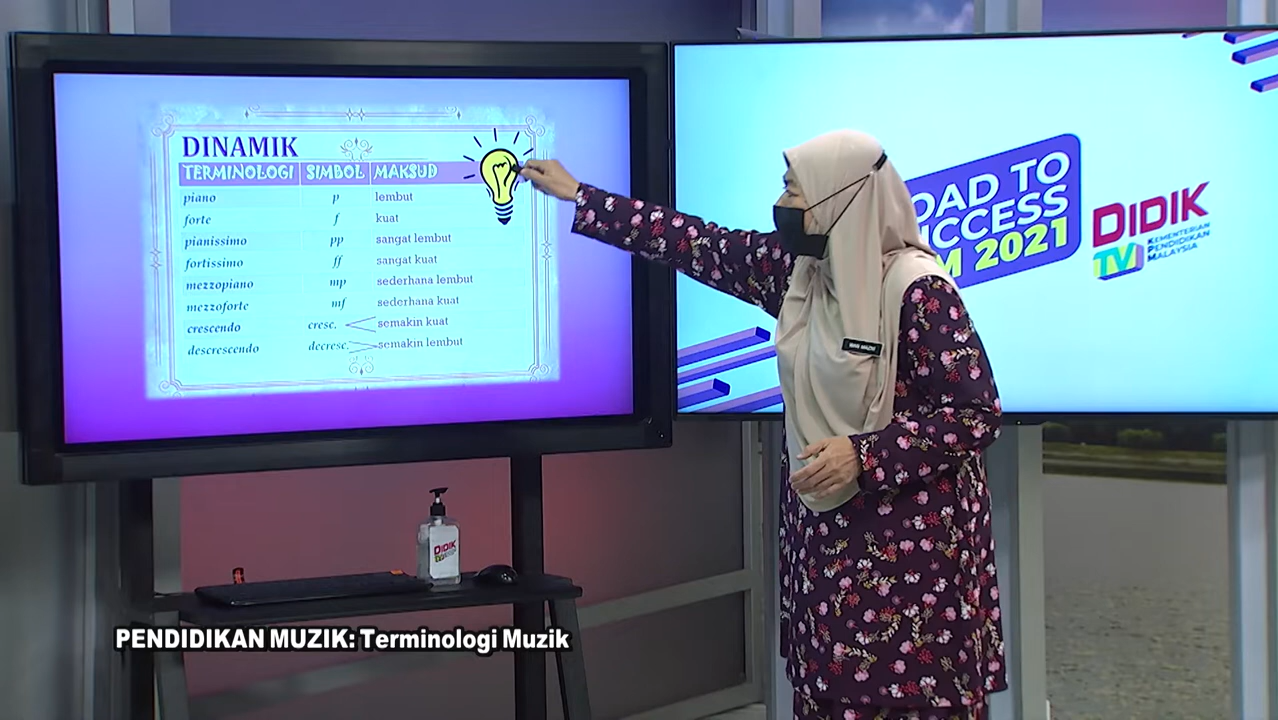 DINAMIK
TERMINOLOGI SIMBOL MAKSUD
piano p lembut
forte f kuat
pianissimo pp sangat lembut
fortissimo ff sangat kuat
mezzopiano mp sederhana lembut
mezzoforte mf sederhana kuat
crescendo cresc. semakin kuat
descrescendo decresc. semakin lembut
OAD TO
CCESS
M 2021
DIDIK
TV
KEMENTERIAN
PENDIDIKAN
MALAYSIA
DIDIK
TV
PENDIDIKAN MUZIK: Terminologi Muzik